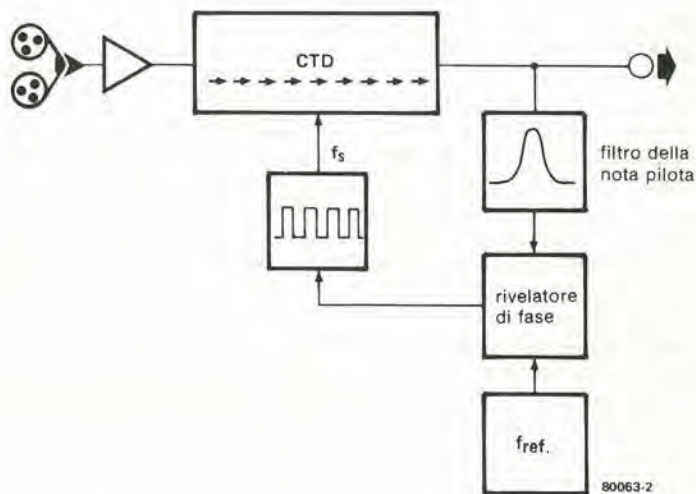 CTD
fs
filtro della
nota pilota
rivelatore
di fase
fref.
80063-2